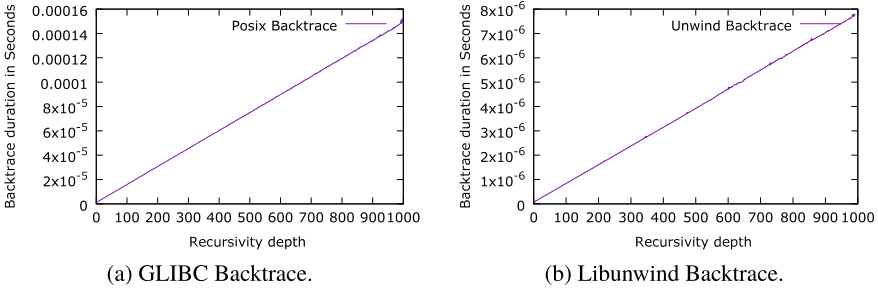 0.00016
0.00014
0.00012
0.0001
8x10-5
6x10-5
4x10-5
2x10-5
0
0 100 200 300 400 500 600 700 800 900 1000
Backtrace duration in Seconds
Recursivity depth
Posix Backtrace
(a) GLIBC Backtrace.
8x10-6
7x10-6
6x10-6
5x10-6
4x10-6
3x10-6
2x10-6
1x10-6
0
0 100 200 300 400 500 600 700 800 900 1000
Backtrace duration in Seconds
Recursivity depth
Unwind Backtrace
(b) Libunwind Backtrace.